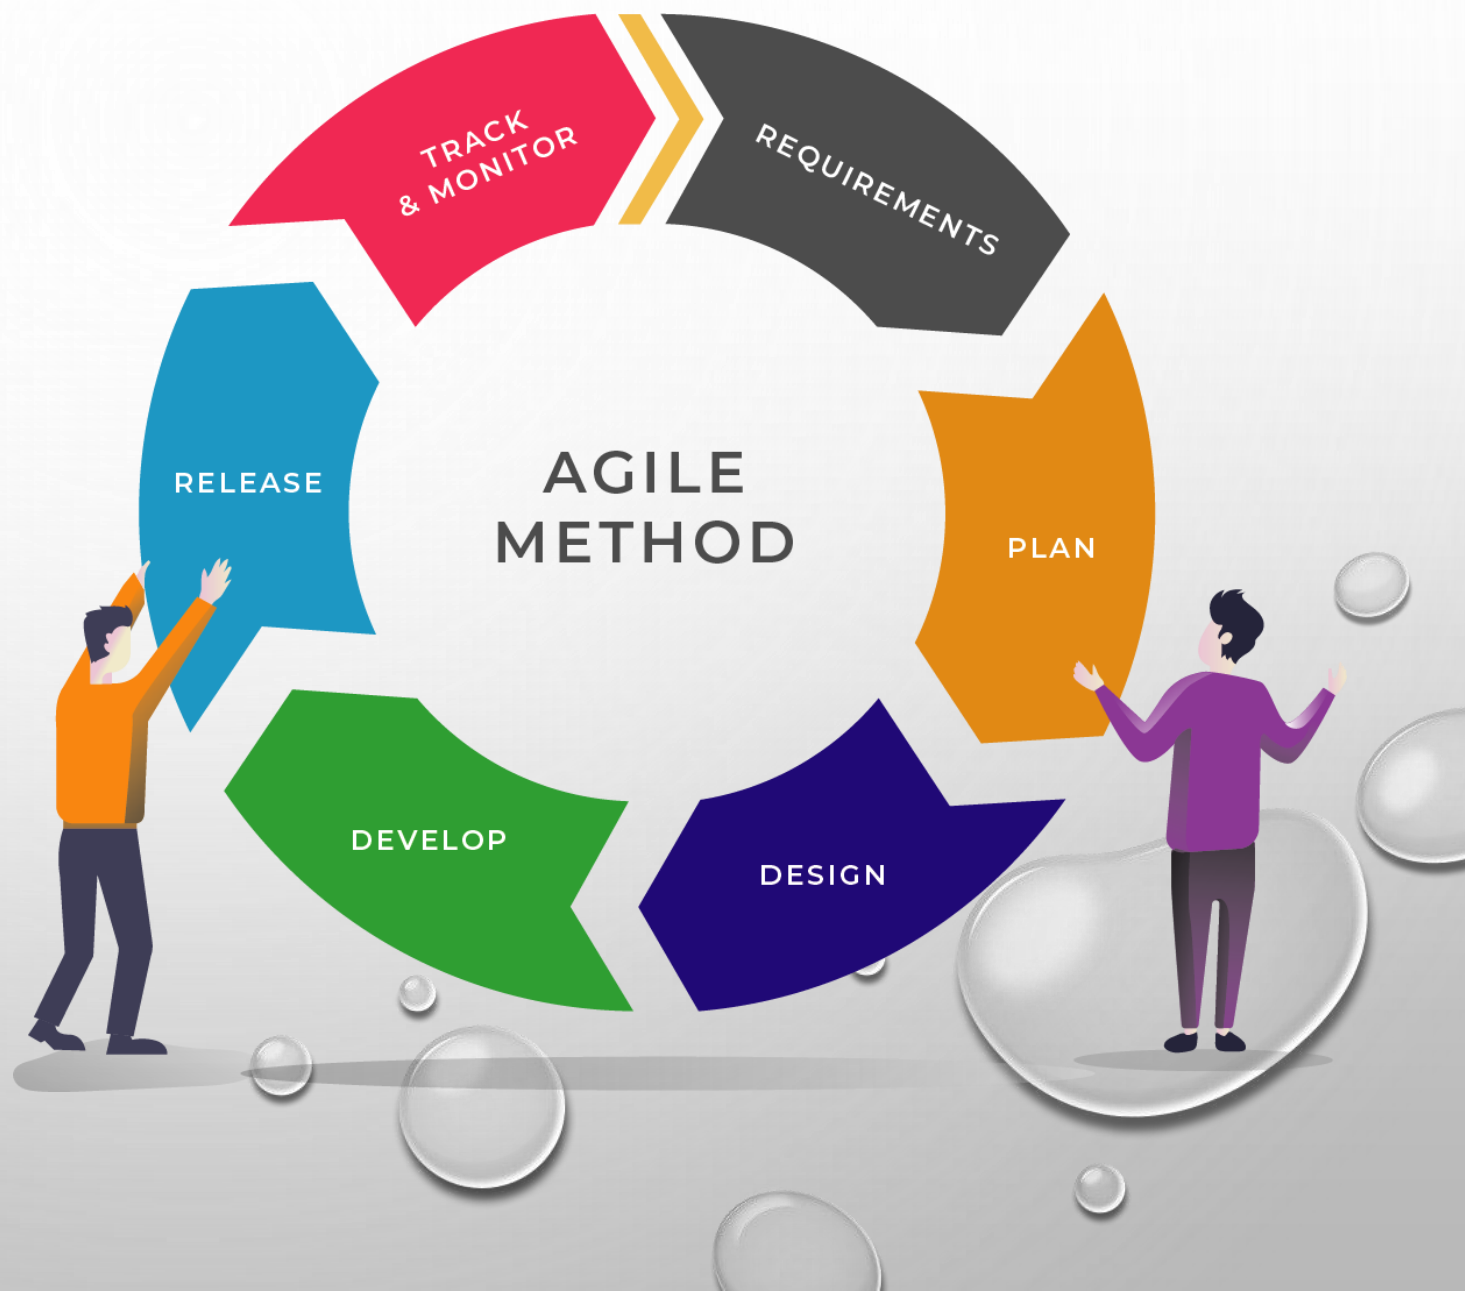 AGILE
METHOD
REQUIREMENTS
PLAN
DESIGN
DEVELOP
RELEASE
TRACK
& MONITOR